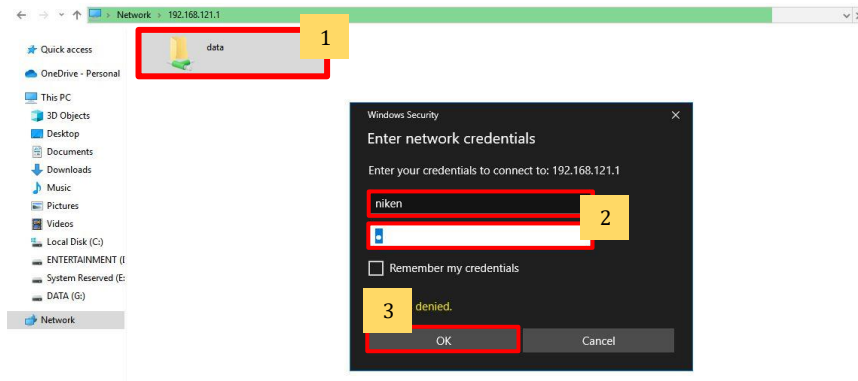 Network > 192.168.121.1
Quick access
OneDrive - Personal
This PC
3D Objects
Desktop
Documents
Downloads
Music
Pictures
Videos
Local Disk (C:)
ENTERTAINMENT (
System Reserved (E:
DATA (G:)
Network
data
1
Windows Security
Enter network credentials
Enter your credentials to connect to: 192.168.121.1
niken
2
Remember my credentials
3
denied.
OK
Cancel